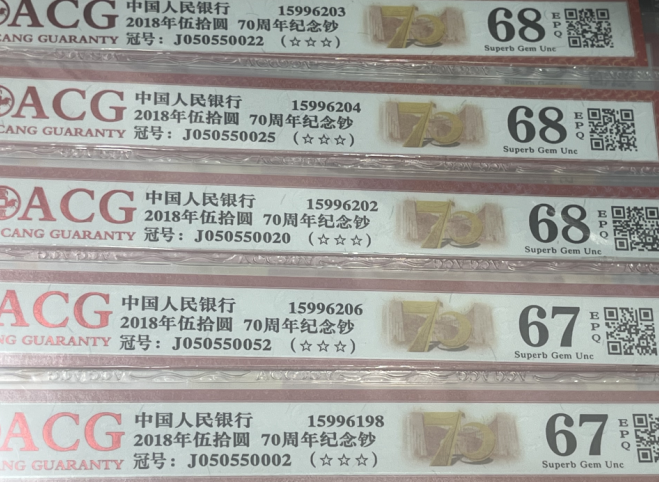 ACG
CANG GUARANTY
中国人民银行 15996203
2018年伍拾圆 70周年纪念钞
冠号: J050550022 (☆☆☆)
70
68
EPQ
Superb Gem Unc
ACG
CANG GUARANTY
中国人民银行 15996204
2018年伍拾圆 70周年纪念钞
冠号: J050550025 (☆☆☆)
70
68
EPQ
Superb Gem Unc
ACG
CANG GUARANTY
中国人民银行 15996202
2018年伍拾圆 70周年纪念钞
冠号: J050550020 (☆☆☆)
70
68
EPQ
Superb Gem Unc
ACG
NG GUARANTY
中国人民银行 15996206
2018年伍拾圆 70周年纪念钞
冠号: J050550052 (☆☆☆)
70
67
EPQ
Superb Gem Unc
ACG
ANG GUARANTY
中国人民银行 15996198
2018年伍拾圆 70周年纪念钞
冠号: J050550002 (☆☆☆)
70
67
EPQ
Superb Gem Unc